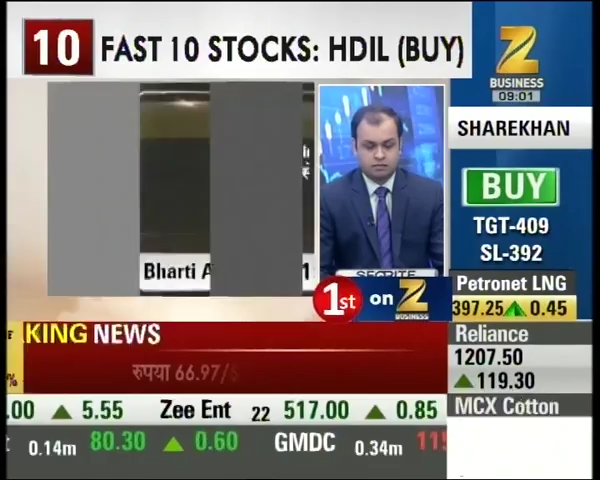 10 FAST 10 STOCKS: HDIL (BUY)
Z
BUSINESS
09:01
SHAREKHAN
BUY
TGT-409
SL-392
Bharti
1st on Z
BUSINESS
Petronet LNG
397.25 0.45
KING NEWS
रुपया 66.97/$
Reliance
1207.50
119.30
MCX Cotton
.00 5.55 Zee Ent 22 517.00 0.85
0.14m 80.30 0.60 GMDC 0.34m 115